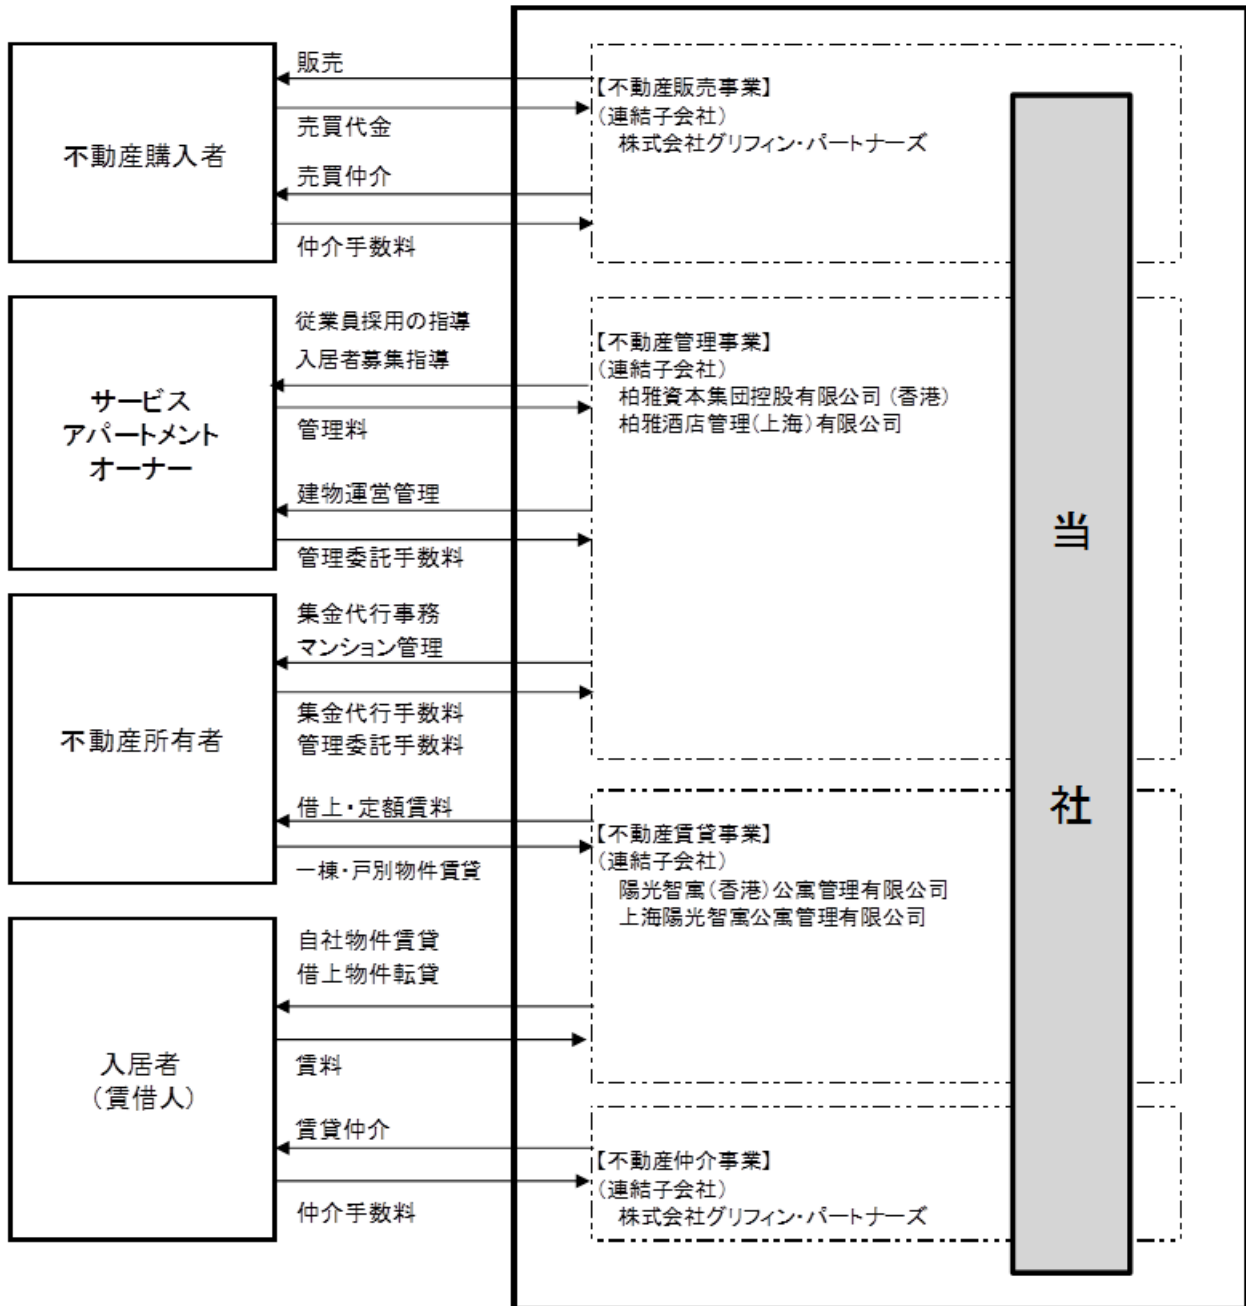 不動産購入者
販売
売買代金
売買仲介
仲介手数料
【不動産販売事業】
(連結子会社)
株式会社グリフィン・パートナーズ
サービス
アパートメント
オーナー
従業員採用の指導
入居者募集指導
管理料
建物運営管理
管理委託手数料
【不動産管理事業】
(連結子会社)
柏雅資本集団控股有限公司(香港)
柏雅酒店管理(上海)有限公司
不動産所有者
集金代行事務
マンション管理
集金代行手数料
管理委託手数料
借上・定額賃料
一棟・戸別物件賃貸
【不動産賃貸事業】
(連結子会社)
陽光智寓(香港)公寓管理有限公司
上海陽光智寓公寓管理有限公司
入居者
(賃借人)
自社物件賃貸
借上物件転貸
賃料
賃貸仲介
仲介手数料
【不動産仲介事業】
(連結子会社)
株式会社グリフィン・パートナーズ
当
社